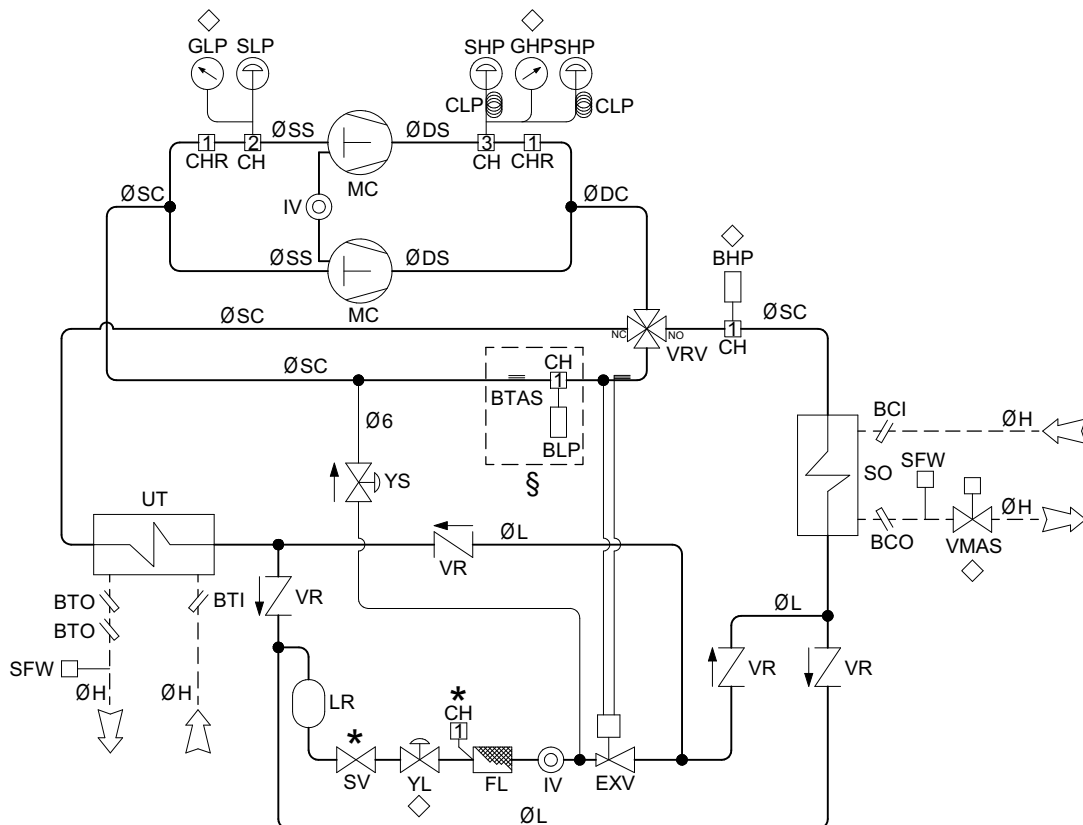 GLP SLP SHP GHP SHP
CLP CLP
ØSS ØDS
1 2 3 1
CHR CH MC CH CHR
ØSC IV ØDC
ØSS ØDS
BHP
MC
ØSC NC NO 1 ØSC
VRV CH
CH
ØSC 1
BTAS
BCI ØH
Ø6
BLP
SFW
SO
YS §
UT ØH
ØL
BCO VMAS
VR
BTO BTI VR
ØL
BTO
SFW VR VR
ØH ØH
LR * CH
1
*
SV YL FL IV EXV
ØL